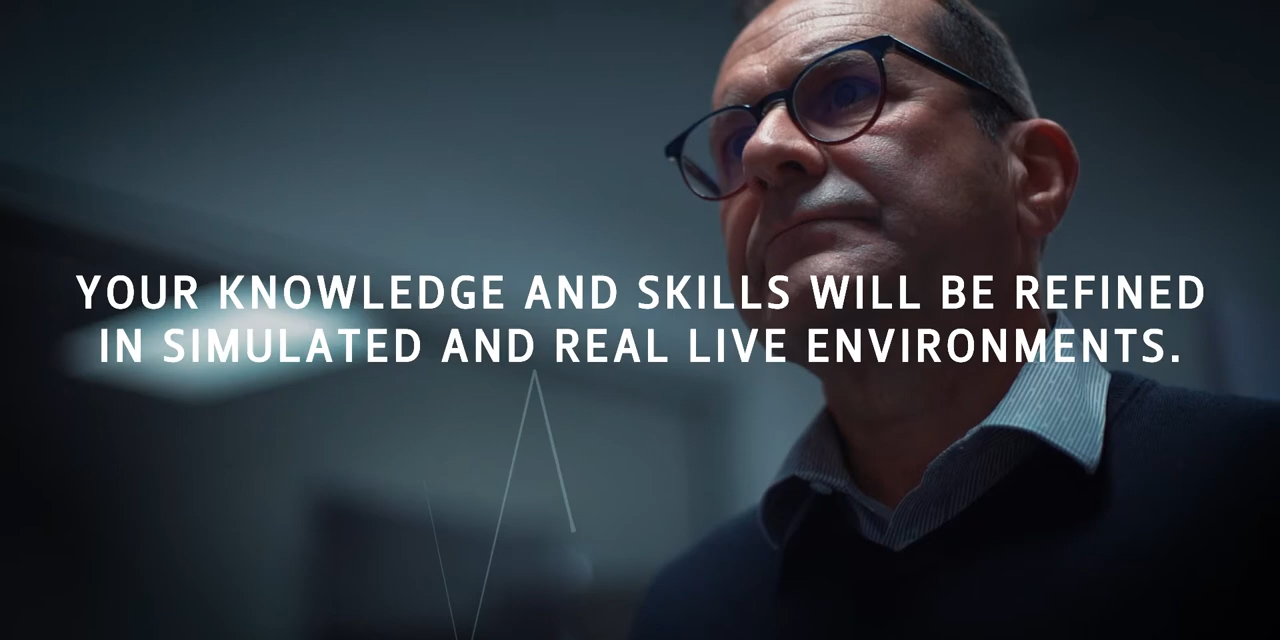 YOUR KNOWLEDGE AND SKILLS WILL BE REFINED
IN SIMULATED AND REAL LIVE ENVIRONMENTS.